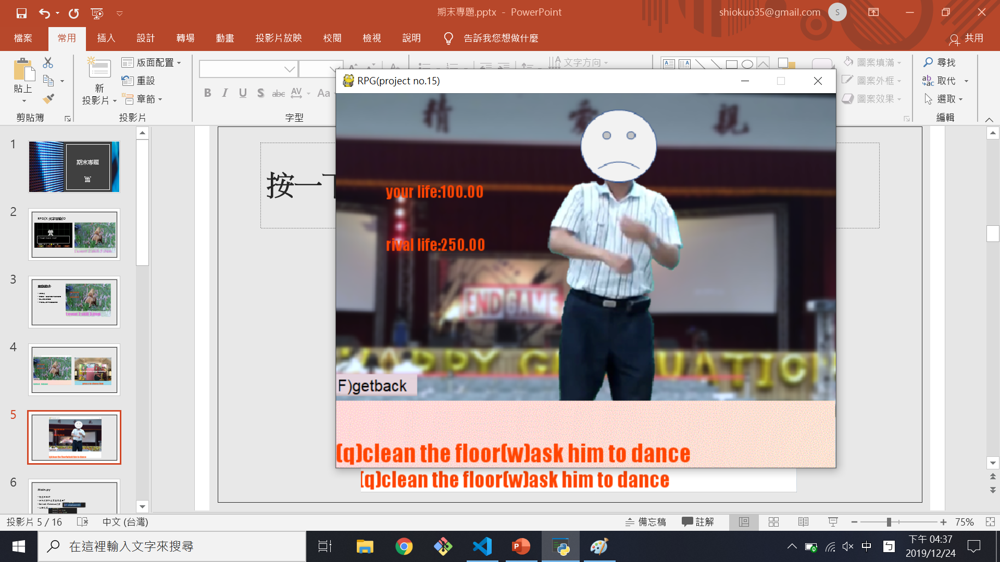 期末專題.pptx - PowerPoint
shiokuo35@gmail.com
S
檔案
常用
插入
設計
轉場
動畫
投影片放映
校閱
檢視
說明
告訴我您想做什麼
共用
貼上
剪貼簿
新
投影片
版面配置
重設
章節
投影片
B I U S abc AV Aa
字型
文字方向
圖案填滿
圖案外框
圖案效果
尋找
取代
選取
編輯
1
期末專題
2
3
4
5
6
Main.py
按一
RPG(project no.15)
精 愛 親
your life:100.00
rival life:250.00
END GAME
HAPPY GRADUATION
F)getback
(q)clean the floor(w)ask him to dance
(q)clean the floor(w)ask him to dance
投影片 5 / 16
中文 (台灣)
備忘稿
註解
75%
在這裡輸入文字來搜尋
中
ㄅ
下午 04:37
2019/12/24